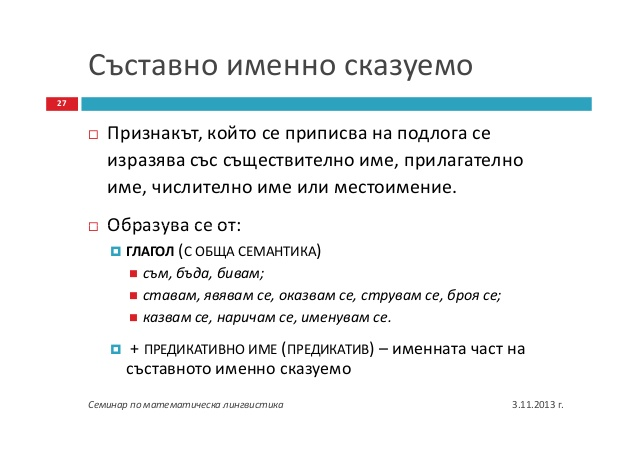 Съставно именно сказуемо
27
Признакът, който се приписва на подлога се
изразява със съществително име, прилагателно
име, числително име или местоимение.
Образува се от:
ГЛАГОЛ (С ОБЩА СЕМАНТИКА)
съм, бъда, бивам;
ставам, явявам се, оказвам се, струвам се, броя се;
казвам се, наричам се, именувам се.
+ ПРЕДИКАТИВНО ИМЕ (ПРЕДИКАТИВ) – именната част на
съставното именно сказуемо
Семинар по математическа лингвистика
3.11.2013 г.